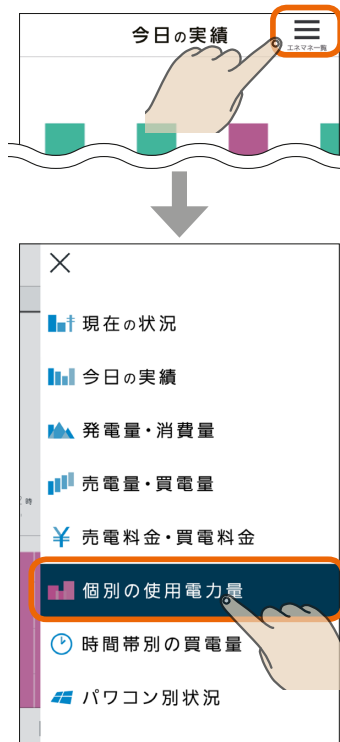 今日の実績
エネマネ一覧
現在の状況
今日の実績
発電量・消費量
売電量・買電量
時
売電料金・買電料金
個別の使用電力量
時間帯別の買電量
パワコン別状況